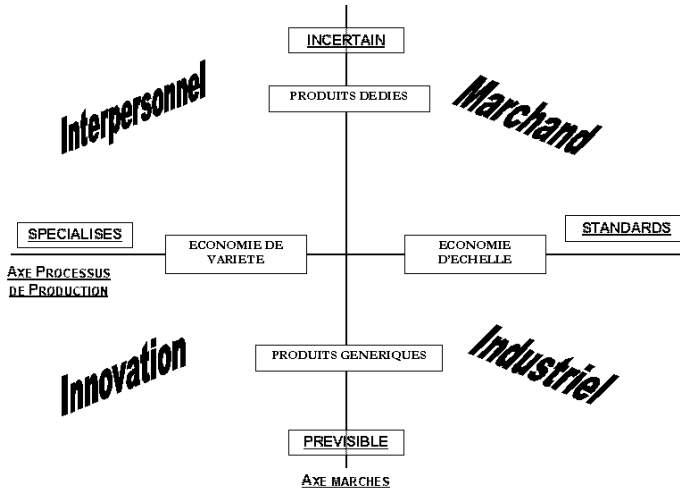 INCERTAIN
PRODUITS DEDIES
Interpersonnel
Marchand
SPECIALISES
STANDARDS
ECONOMIE DE
VARIETE
ECONOMIE
D'ECHELLE
AXE PROCESSUS
DE PRODUCTION
Innovation
PRODUITS GENERIQUES
Industriel
PREVISIBLE
AXE MARCHES